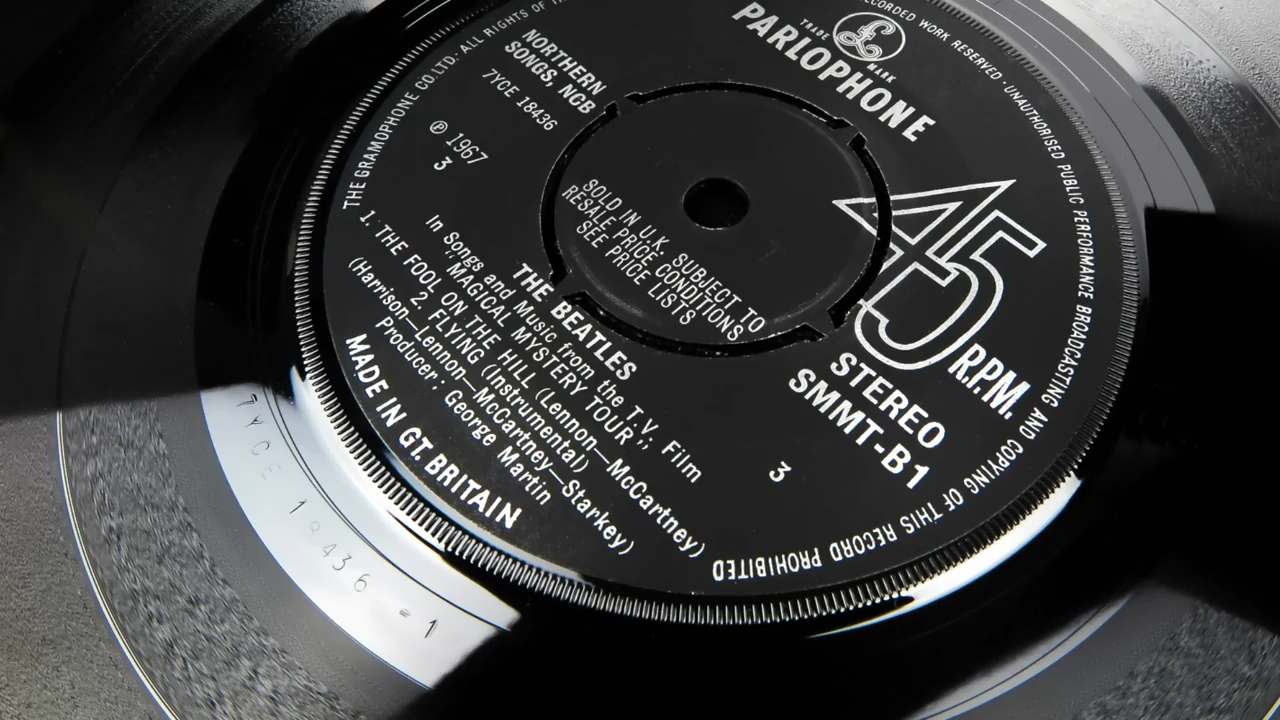 THE GRAMOPHONE CO. LTD. ALL RIGHTS OF
RECORDED WORK RESERVED · UNAUTHORISED PUBLIC PERFORMANCE BROADCASTING AND COPYING OF THIS RECORD PROHIBITED
TRADE £ MARK
PARLOPHONE
NORTHERN
SONGS, NCB
7YCE 18436
℗ 1967
3
SOLD IN U.K. SUBJECT TO
RESALE PRICE CONDITIONS
SEE PRICE LISTS
45 R.P.M.
STEREO
SMMT-B1
3
THE BEATLES
In Songs and Music from the T.V. Film
"MAGICAL MYSTERY TOUR";
1. THE FOOL ON THE HILL (Lennon—McCartney)
2. FLYING (Instrumental)
(Harrison—Lennon—McCartney—Starkey)
Producer: George Martin
MADE IN GT. BRITAIN
7YCE 18436 -1